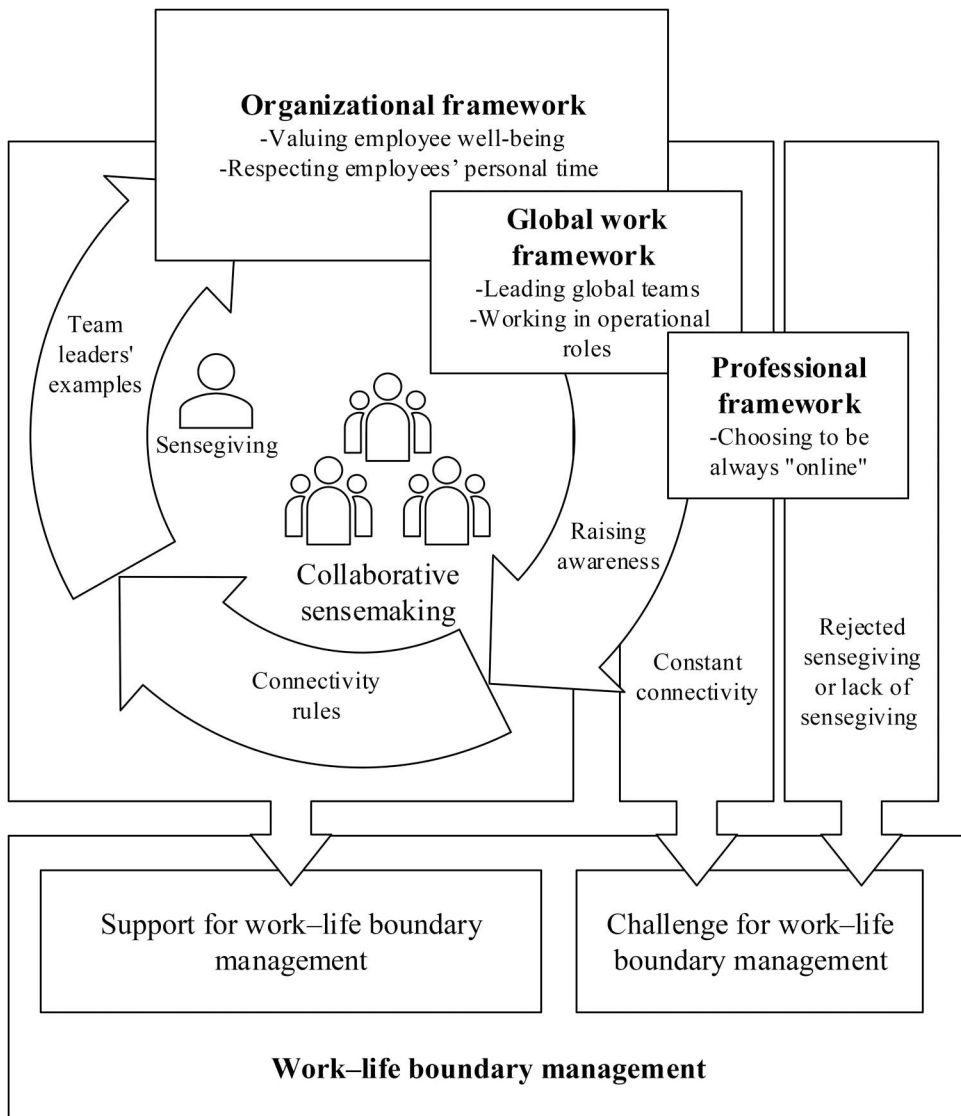 Organizational framework
-Valuing employee well-being
-Respecting employees’ personal time
Global work
framework
-Leading global teams
-Working in operational
roles
Professional
framework
-Choosing to be
always "online"
Team
leaders'
examples
Sensegiving
Collaborative
sensemaking
Raising
awareness
Connectivity
rules
Constant
connectivity
Rejected
sensegiving
or lack of
sensegiving
Support for work–life boundary
management
Challenge for work–life
boundary management
Work–life boundary management